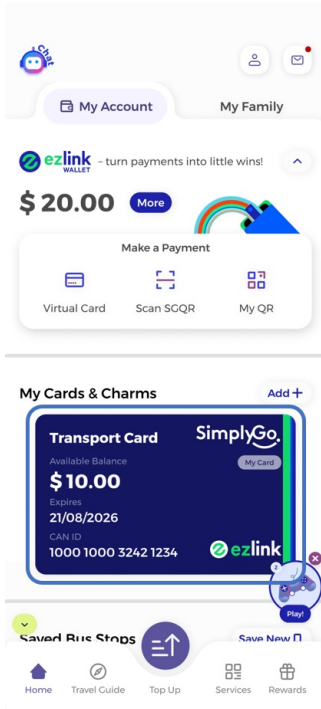 Chat
My Account
My Family
ezlink
WALLET
- turn payments into little wins!
$ 20.00
More
Make a Payment
Virtual Card
Scan SGQR
My QR
My Cards & Charms
Add +
Transport Card
SimplyGo.
Available Balance
My Card
$ 10.00
Expires
21/08/2026
CAN ID
1000 1000 3242 1234
ezlink
2
Play!
Saved Bus Stops
Save New
Home
Travel Guide
Top Up
Services
Rewards